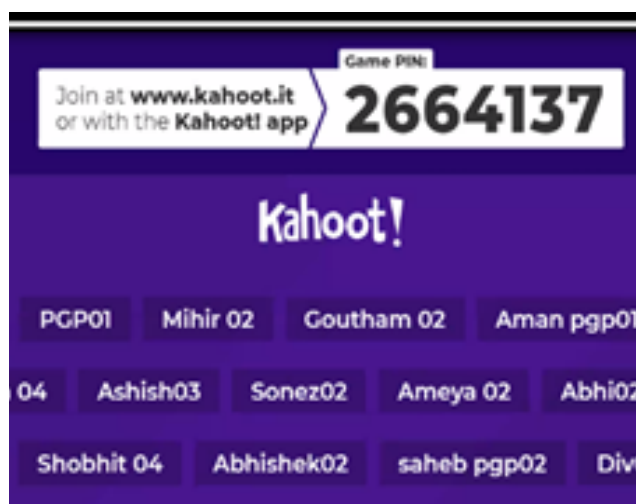 Game PIN:
Join at www.kahoot.it
or with the Kahoot! app
2664137
Kahoot!
PGP01 Mihir 02 Goutham 02 Aman pgp01
04 Ashish03 Sonez02 Ameya 02 Abhi02
Shobhit 04 Abhishek02 saheb pgp02